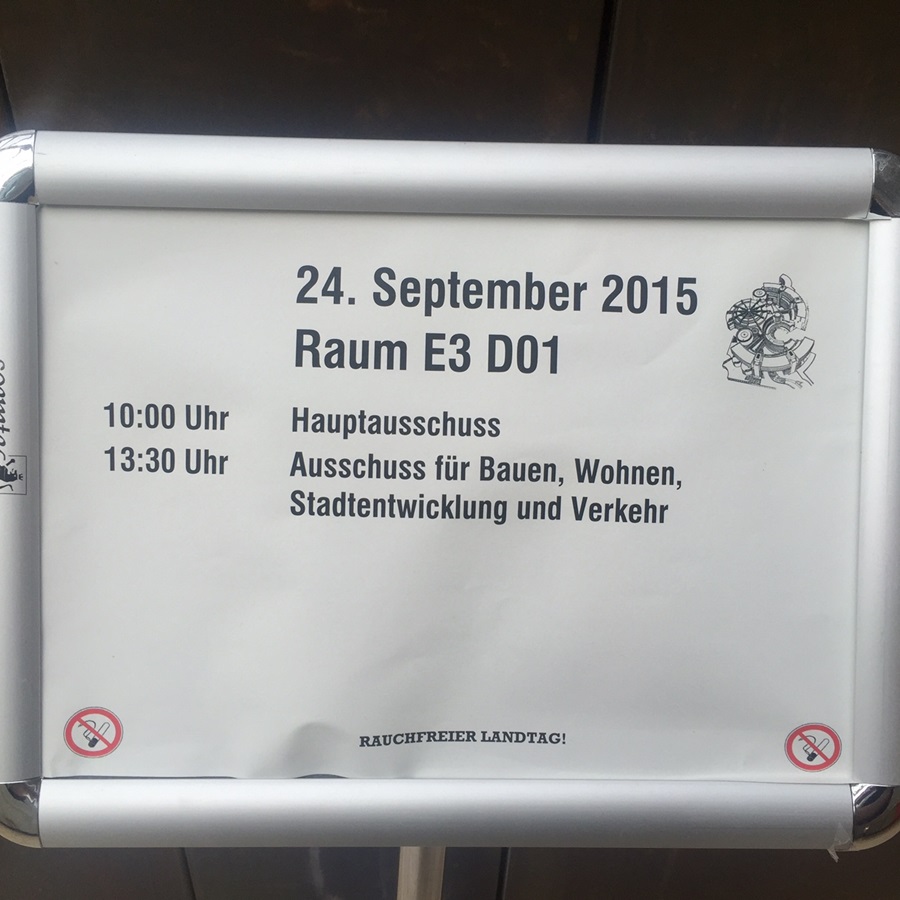 24. September 2015
Raum E3 D01
10:00 Uhr Hauptausschuss
13:30 Uhr Ausschuss für Bauen, Wohnen,
Stadtentwicklung und Verkehr
RAUCHFREIER LANDTAG!